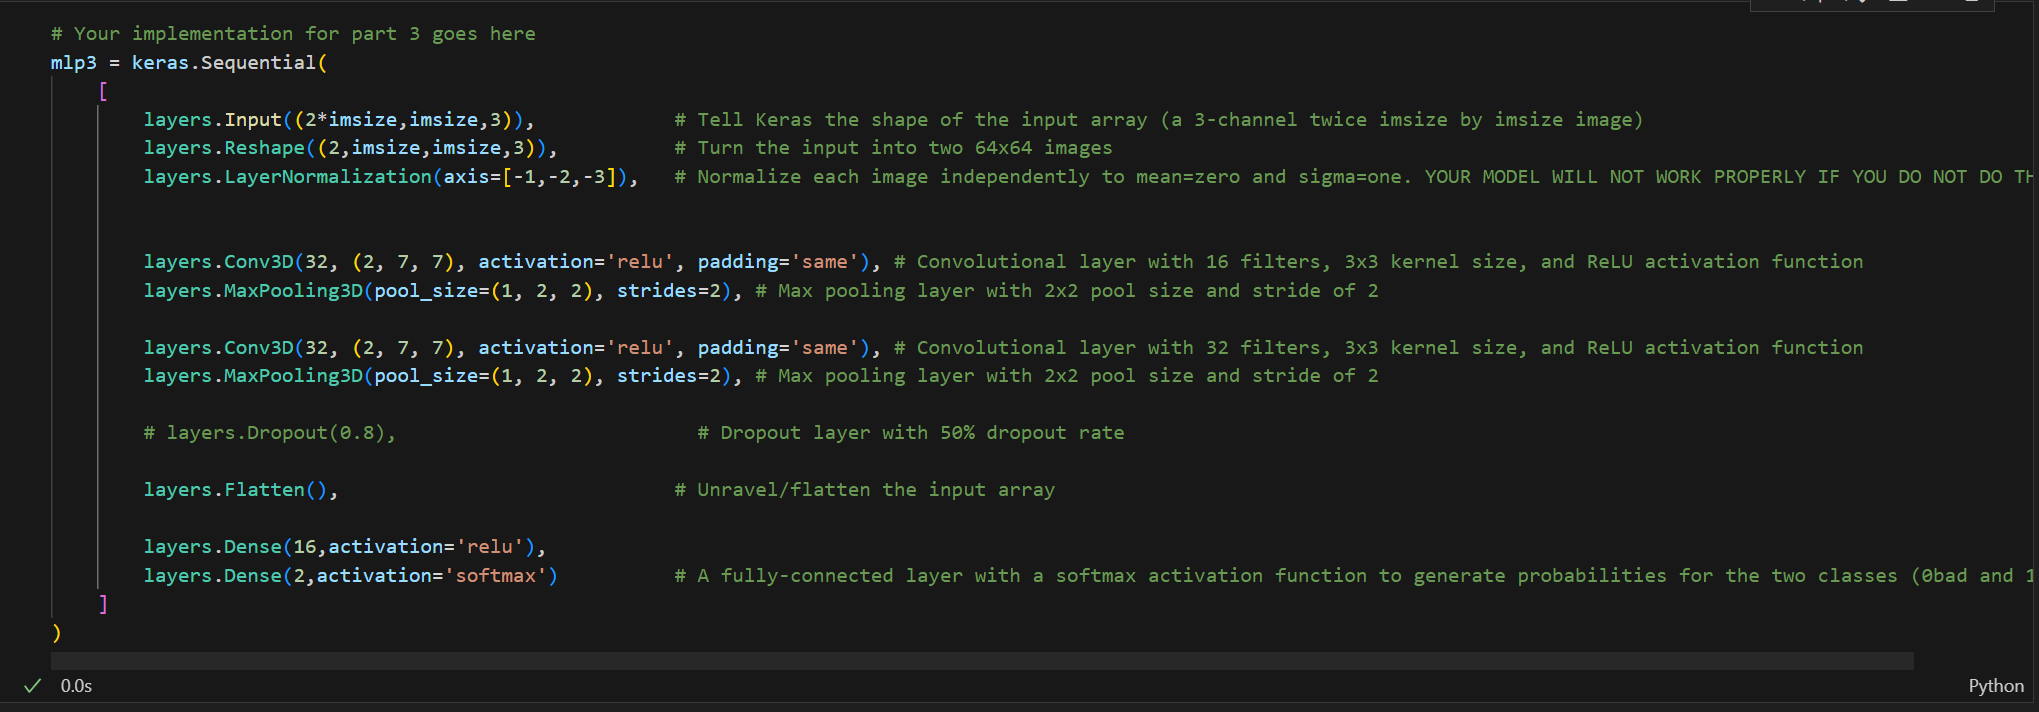 # Your implementation for part 3 goes here
mlp3 = keras.Sequential(
[
layers.Input((2*imsize,imsize,3)), # Tell Keras the shape of the input array (a 3-channel twice imsize by imsize image)
layers.Reshape((2,imsize,imsize,3)), # Turn the input into two 64x64 images
layers.LayerNormalization(axis=[-1,-2,-3]), # Normalize each image independently to mean=zero and sigma=one. YOUR MODEL WILL NOT WORK PROPERLY IF YOU DO NOT DO
layers.Conv3D(32, (2, 7, 7), activation='relu', padding='same'), # Convolutional layer with 16 filters, 3x3 kernel size, and ReLU activation function
layers.MaxPooling3D(pool_size=(1, 2, 2), strides=2), # Max pooling layer with 2x2 pool size and stride of 2
layers.Conv3D(32, (2, 7, 7), activation='relu', padding='same'), # Convolutional layer with 32 filters, 3x3 kernel size, and ReLU activation function
layers.MaxPooling3D(pool_size=(1, 2, 2), strides=2), # Max pooling layer with 2x2 pool size and stride of 2
# layers.Dropout(0.8), # Dropout layer with 50% dropout rate
layers.Flatten(), # Unravel/flatten the input array
layers.Dense(16,activation='relu'),
layers.Dense(2,activation='softmax') # A fully-connected layer with a softmax activation function to generate probabilities for the two classes (0bad and 1
]
)
0.0s
Python